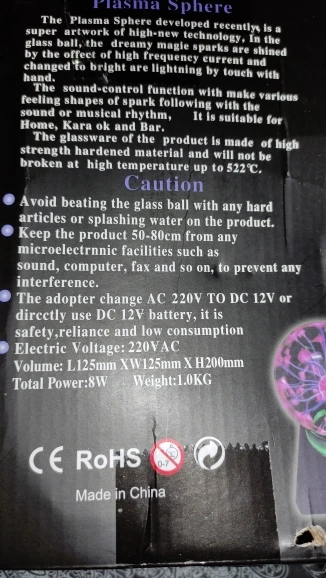 Plasma Sphere
The Plasma Sphere developed recently, is a
super artwork of high-new technology, In the
glass ball, the dreamy magie sparks are shined
by the offect of high frequency current and
changed to bright are lightning by touch with
hand.
The sound-control function with make various
feeling shapes of spark following with the
sound or musical rhythm, It is suitable for
Home, Kara ok and Bar.
The glassware of the product is made of high
strength hardened material and will not be
broken at high temperature up to 522℃.
Caution
Avoid beating the glass ball with any hard
articles or splashing water on the product.
Keep the product 50-80cm from any
microelectrnnic facilities such as
sound, computer, fax and so on, to prevent any
interference.
The adopter change AC 220V TO DC 12V or
dircctly use DC 12V battery, it is
safety,reliance and low consumption
Electric Voltage: 220VAC
Volume: L125mm XW125mm X H200mm
Total Power:8W Weight:1.0KG
CE RoHS 0-3
Made in China